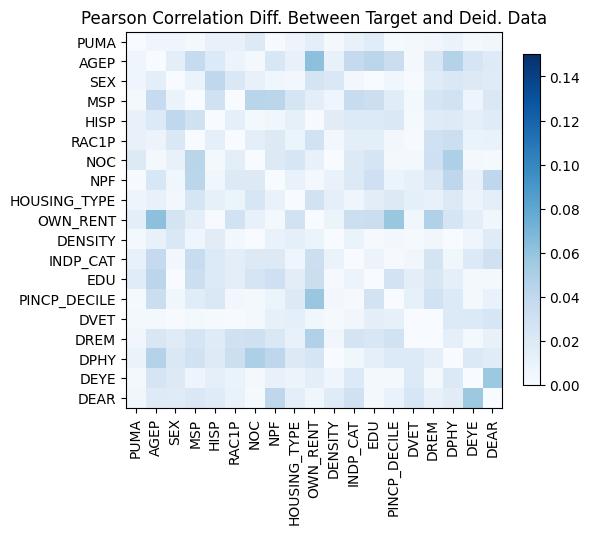 Pearson Correlation Diff. Between Target and Deid. Data
PUMA
AGEP
SEX
MSP
HISP
RAC1P
NOC
NPF
HOUSING_TYPE
OWN_RENT
DENSITY
INDP_CAT
EDU
PINCP_DECILE
DVET
DREM
DPHY
DEYE
DEAR
PUMA
AGEP
SEX
MSP
HISP
RAC1P
NOC
NPF
HOUSING_TYPE
OWN_RENT
DENSITY
INDP_CAT
EDU
PINCP_DECILE
DVET
DREM
DPHY
DEYE
DEAR
0.14
0.12
0.10
0.08
0.06
0.04
0.02
0.00